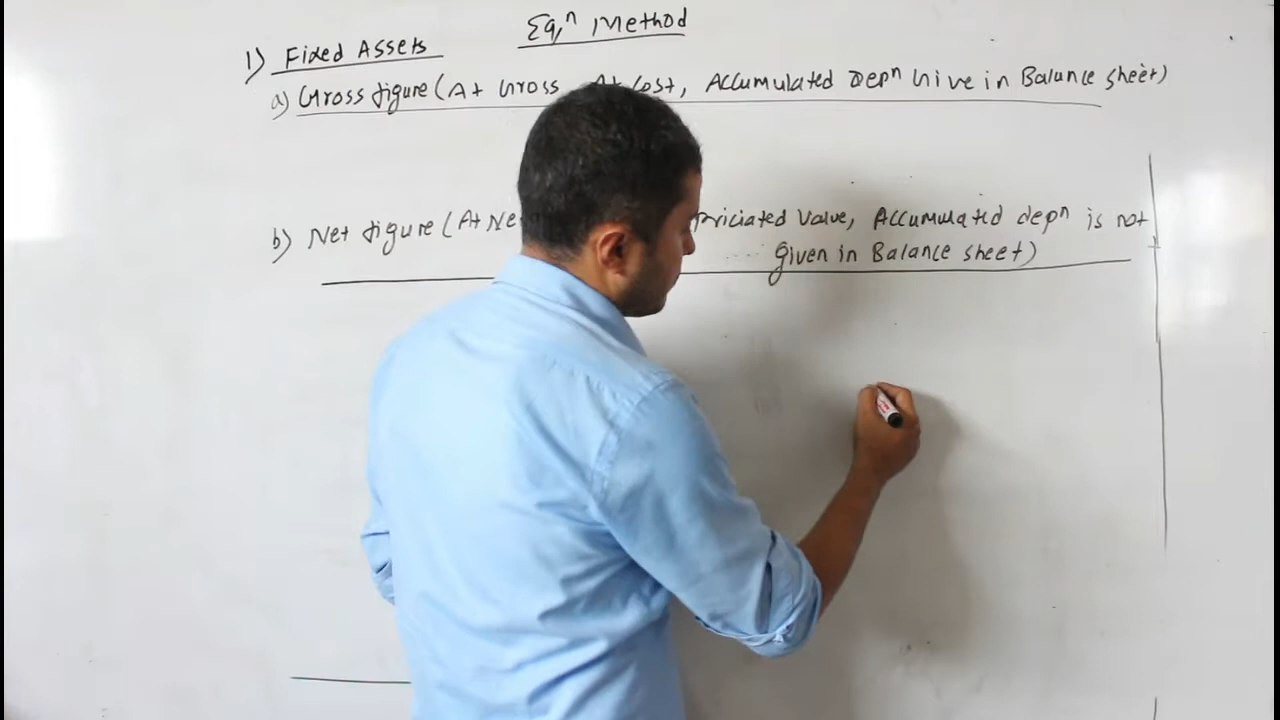 Eqⁿ Method
1) Fixed Assets
a) Gross figure (At Gross At Cost, Accumulated Depⁿ Give in Balance sheet)
b) Net figure (At Ne priciated Value, Accumulated depⁿ is not
given in Balance sheet)